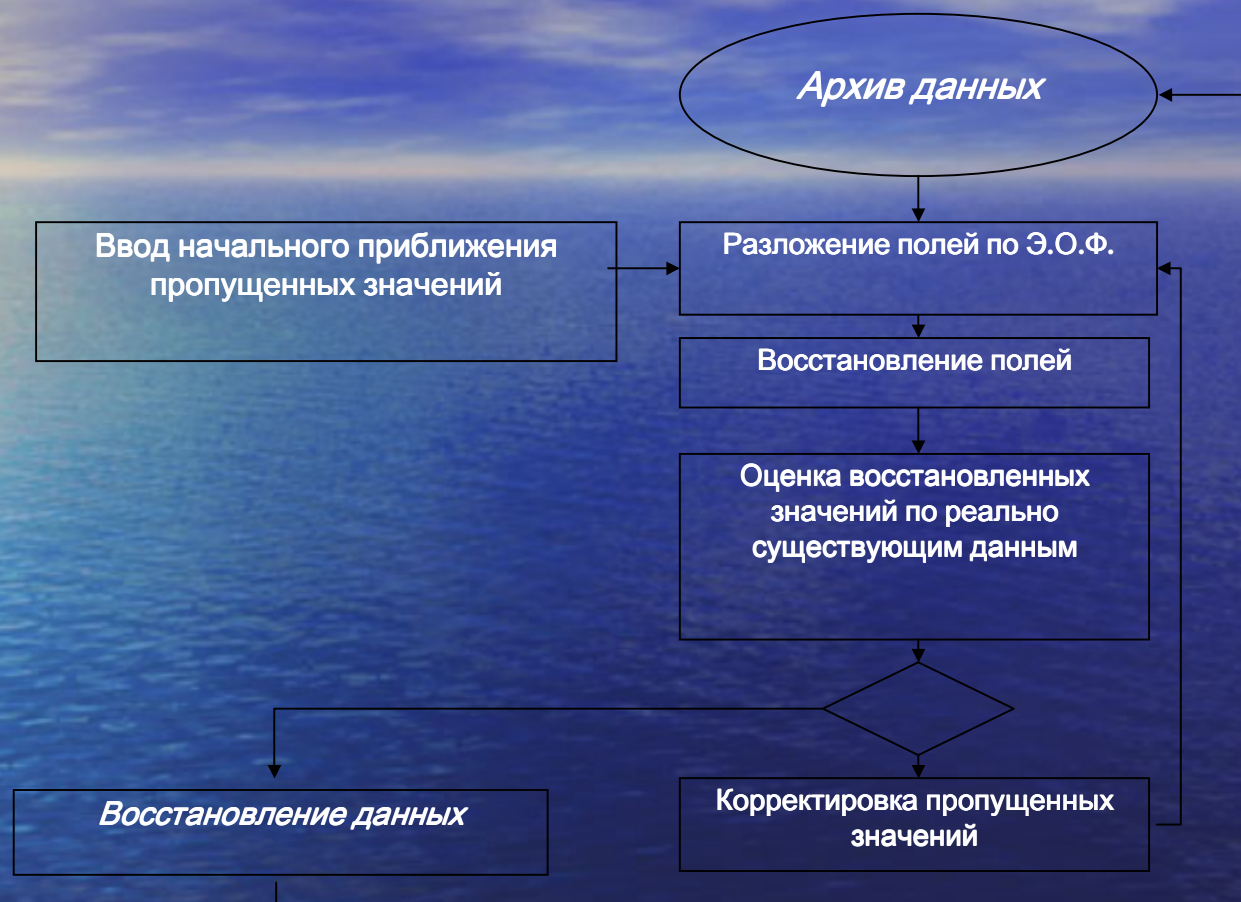 Архив данных
Ввод начального приближения
пропущенных значений
Разложение полей по Э.О.Ф.
Восстановление полей
Оценка восстановленных
значений по реально
существующим данным
Восстановление данных
Корректировка пропущенных
значений